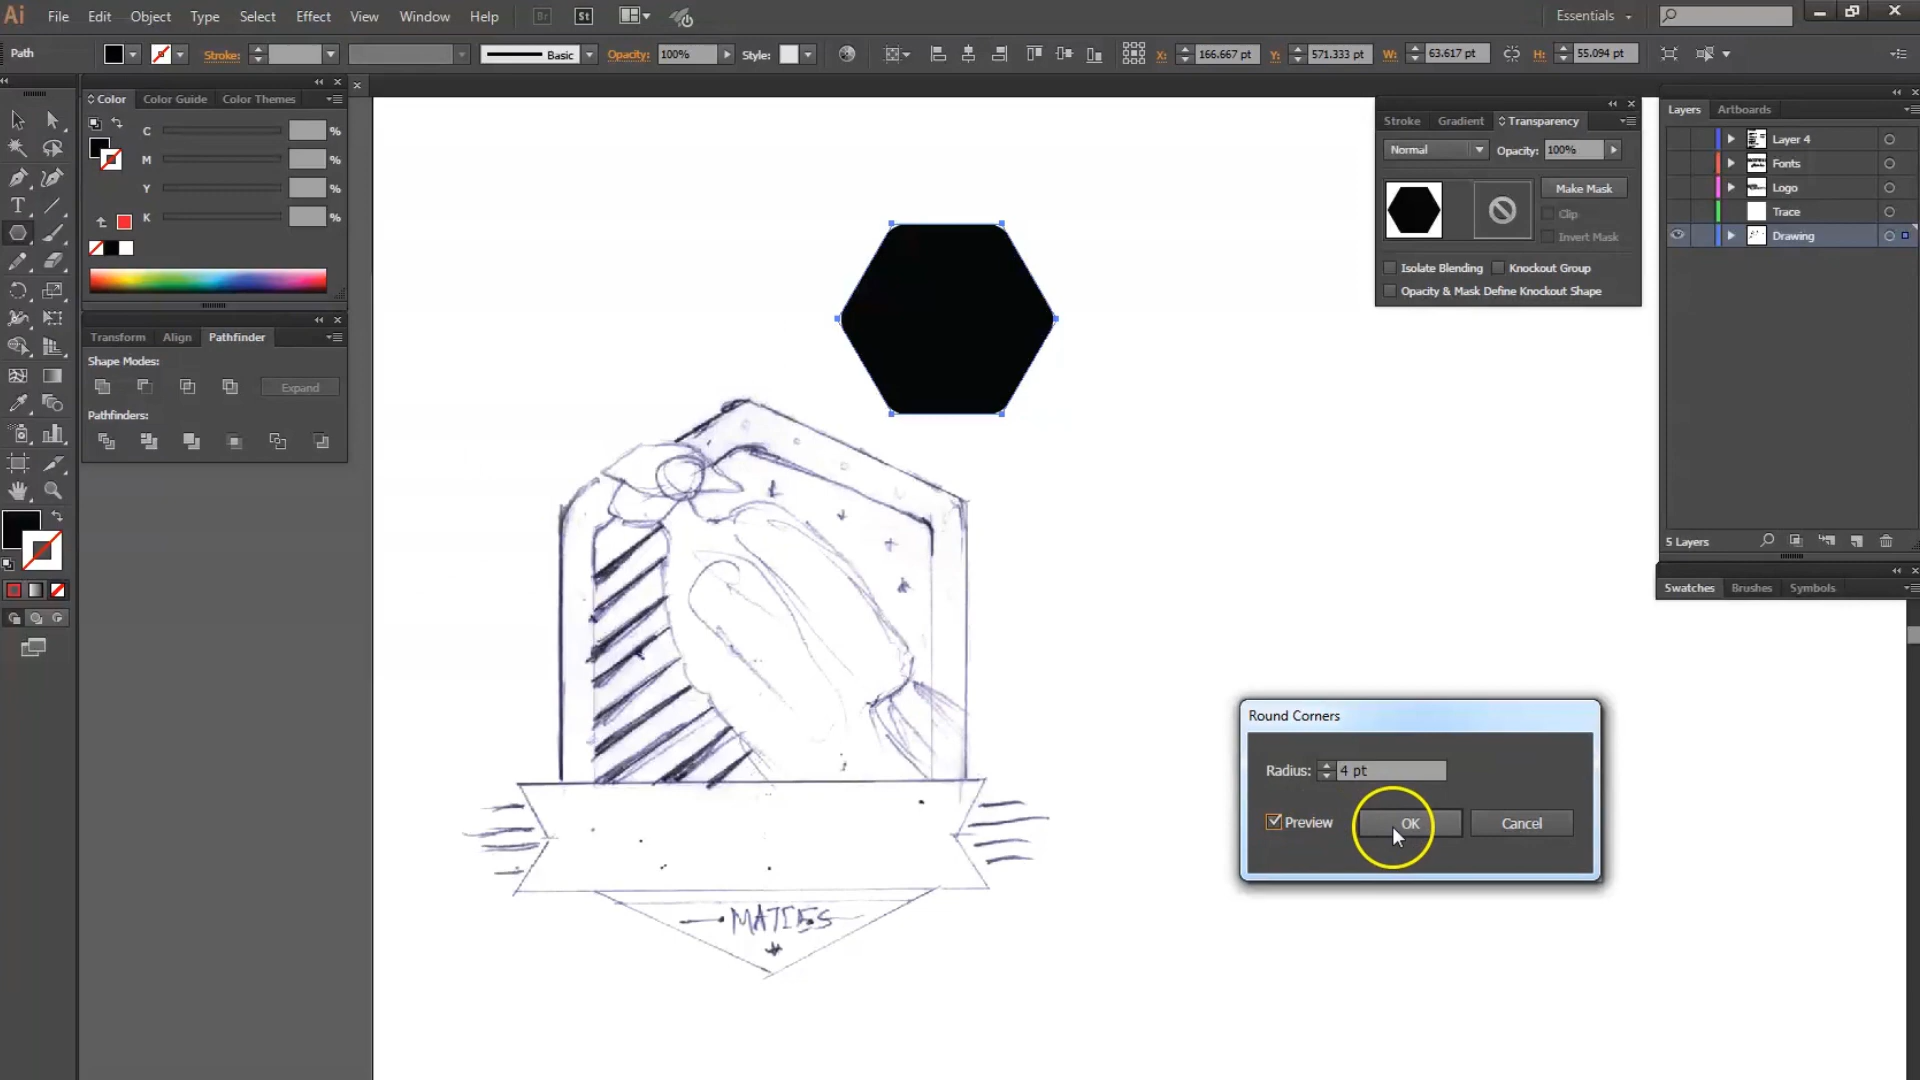 Ai File Edit Object Type Select Effect View Window Help Br St Essentials
Path Stroke: Basic Opacity: 100% Style: X: 166.667 pt Y: 571.333 pt W: 63.617 pt H: 55.094 pt
Color Color Guide Color Themes
C %
M %
Y %
K %
Transform Align Pathfinder
Shape Modes:
Expand
Pathfinders:
Stroke Gradient Transparency
Normal Opacity: 100%
Make Mask
Clip
Invert Mask
Isolate Blending Knockout Group
Opacity & Mask Define Knockout Shape
Layers Artboards
Layer 4
Fonts
Logo
Trace
Drawing
5 Layers
Swatches Brushes Symbols
Round Corners
Radius: 4 pt
Preview OK Cancel